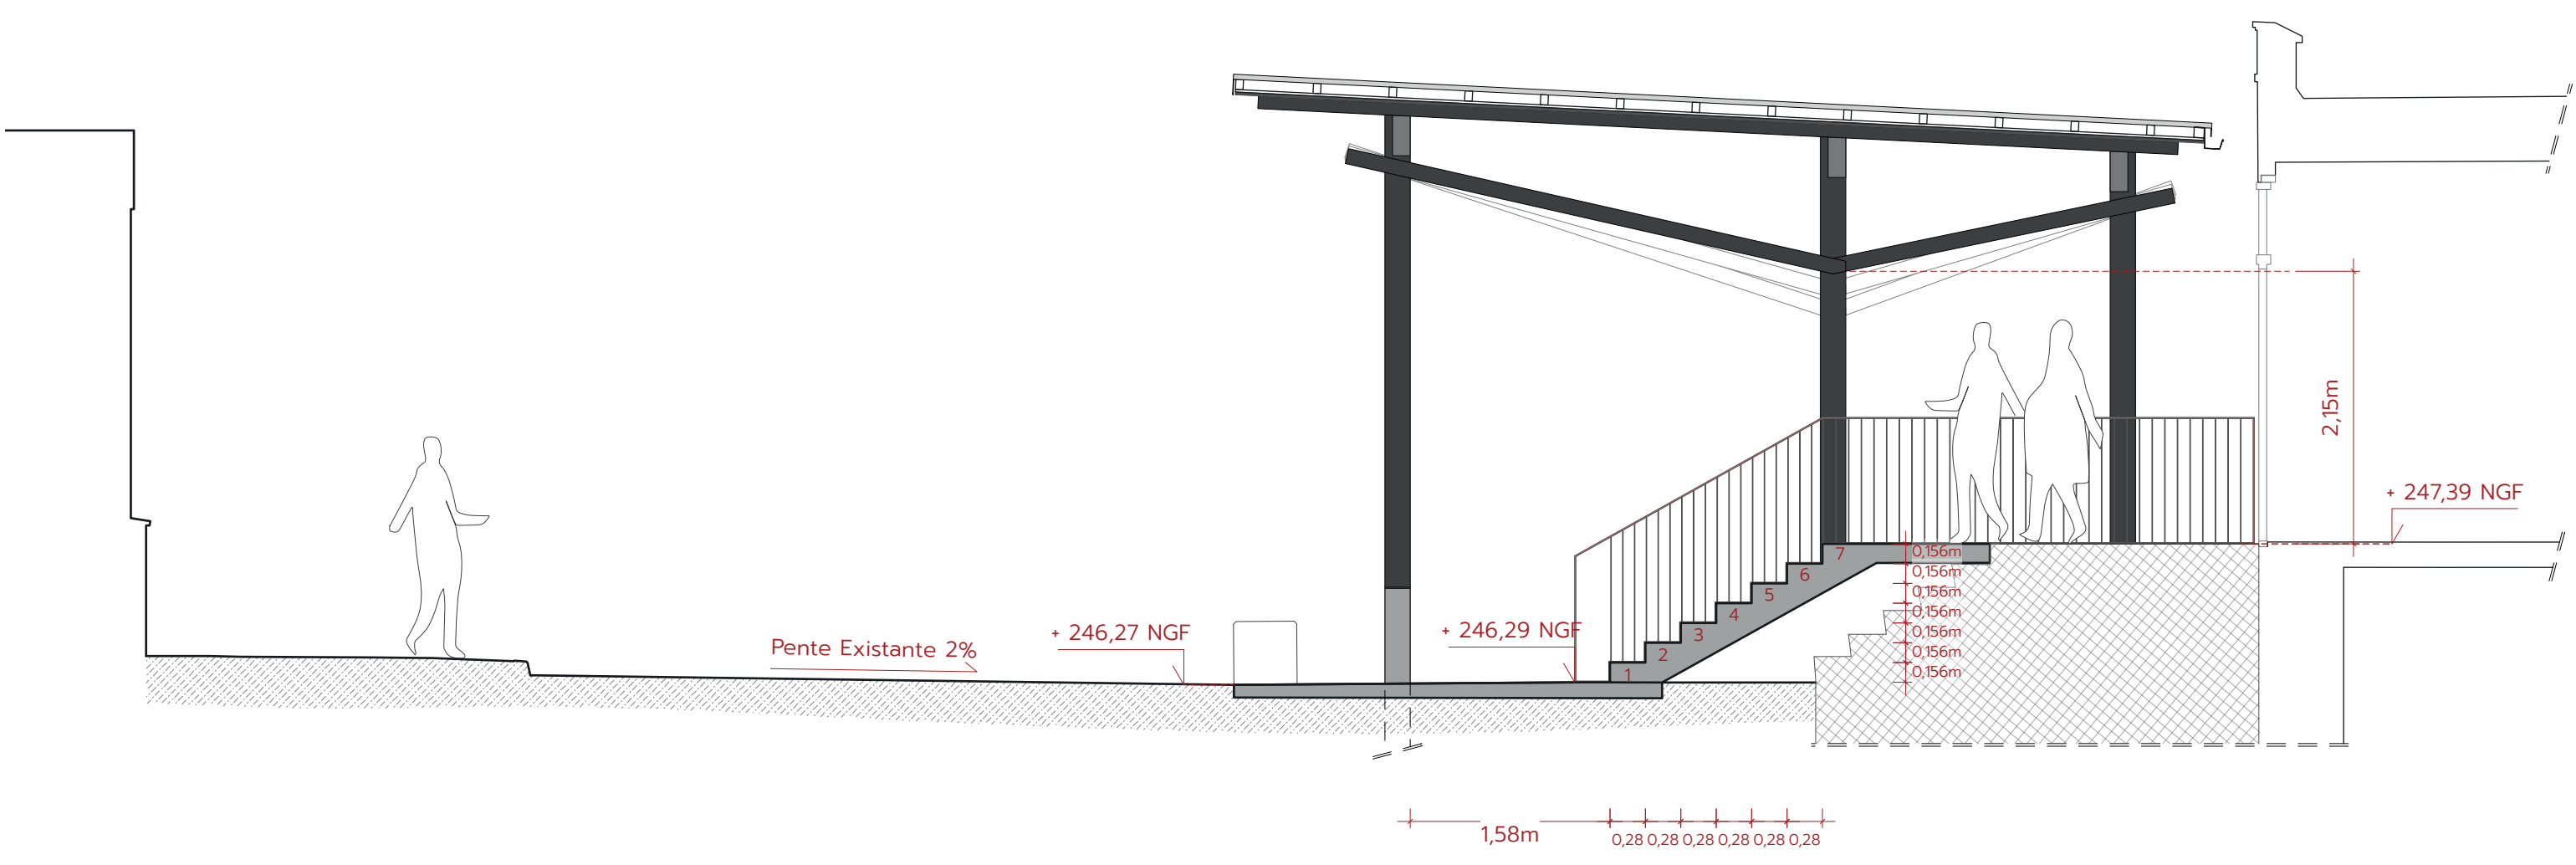 2,15m
+ 247,39 NGF
7
0,156m
6
0,156m
5
0,156m
4
0,156m
3
0,156m
2
0,156m
1
0,156m
+ 246,27 NGF
+ 246,29 NGF
Pente Existante 2%
1,58m
0,28 0,28 0,28 0,28 0,28 0,28